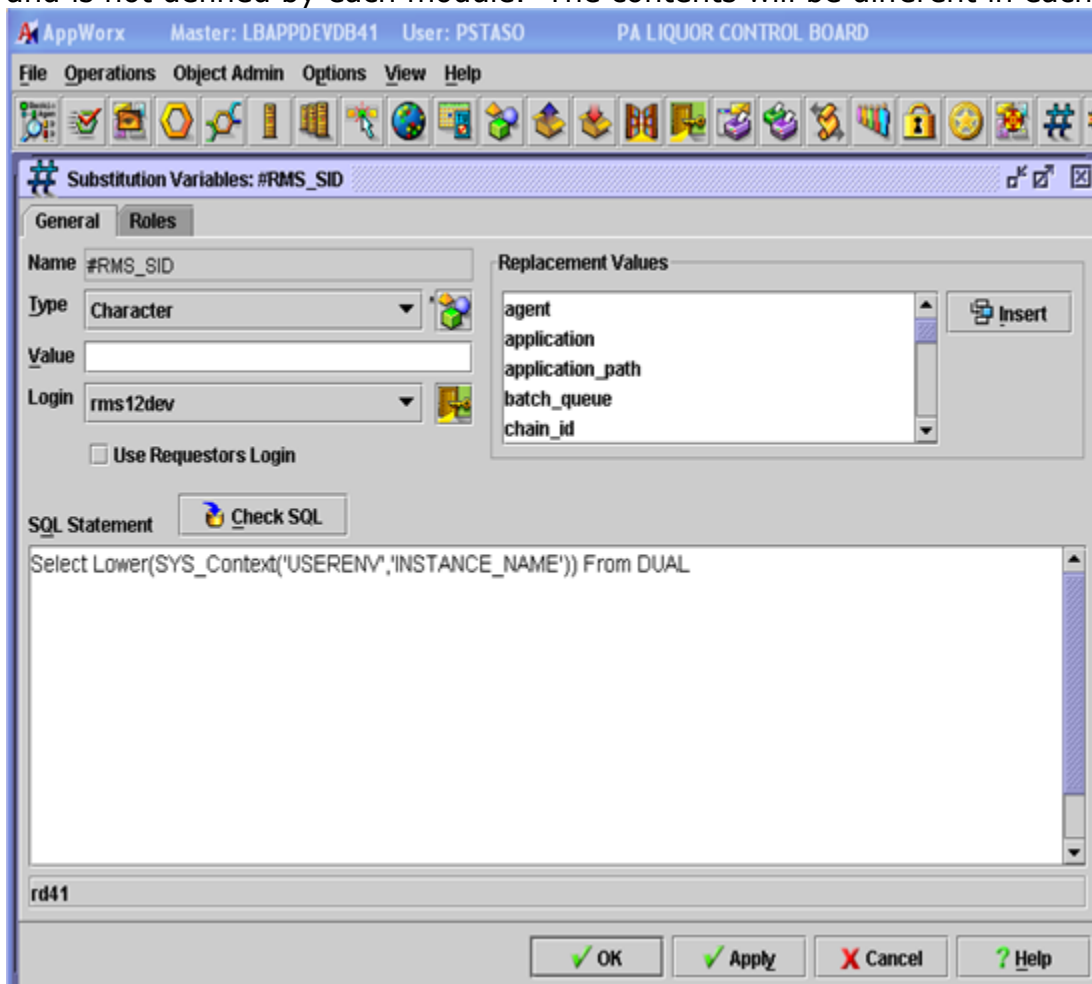 and is not defined by each module. The contents will be different in each
AppWorx Master: LBAPPDEVDB41 User: PSTASO PA LIQUOR CONTROL BOARD
File Operations Object Admin Options View Help
Substitution Variables: #RMS_SID
General Roles
Name #RMS_SID
Type Character
Value
Login rms12dev
Use Requestors Login
Replacement Values
agent
application
application_path
batch_queue
chain_id
Insert
SQL Statement Check SQL
Select Lower(SYS_Context('USERENV','INSTANCE_NAME')) From DUAL
rd41
OK Apply Cancel Help